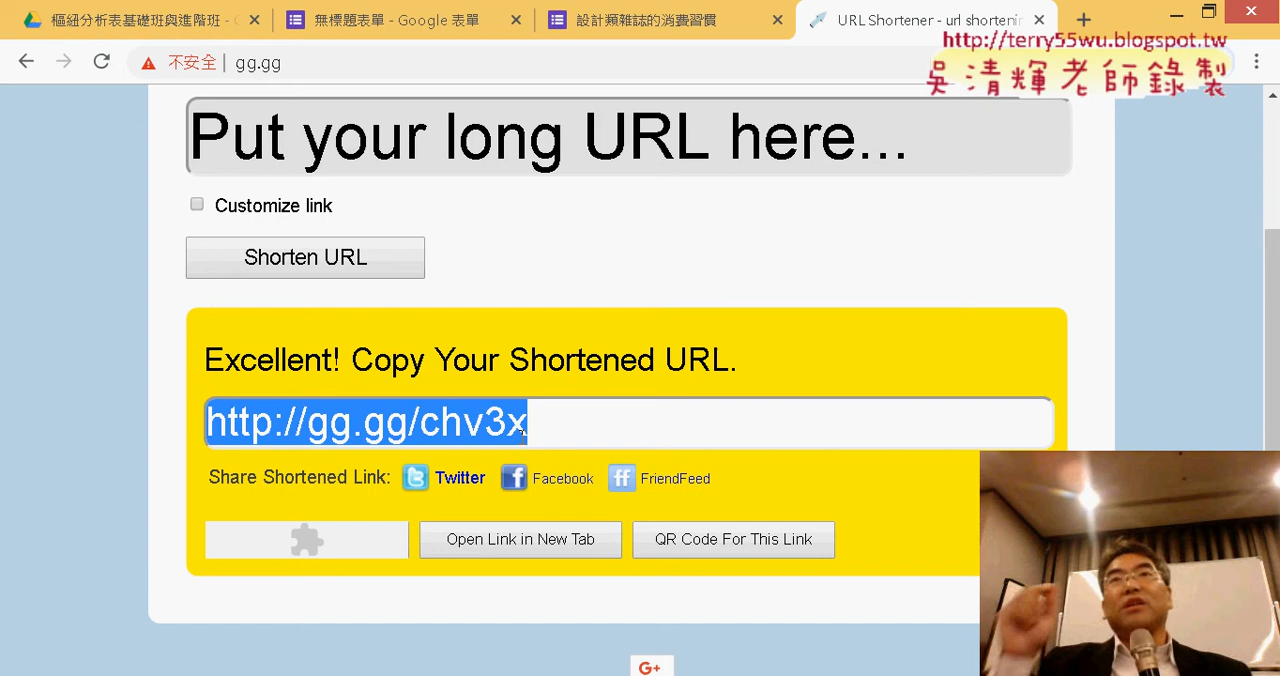 樞紐分析表基礎班與進階班 -
無標題表單 - Google 表單
設計類雜誌的消費習慣
URL Shortener - url shortenin
http://terry55wu.blogspot.tw
吳清輝老師錄製
不安全 | gg.gg
Put your long URL here...
Customize link
Shorten URL
Excellent! Copy Your Shortened URL.
http://gg.gg/chv3x
Share Shortened Link: Twitter Facebook FriendFeed
Open Link in New Tab
QR Code For This Link
G+